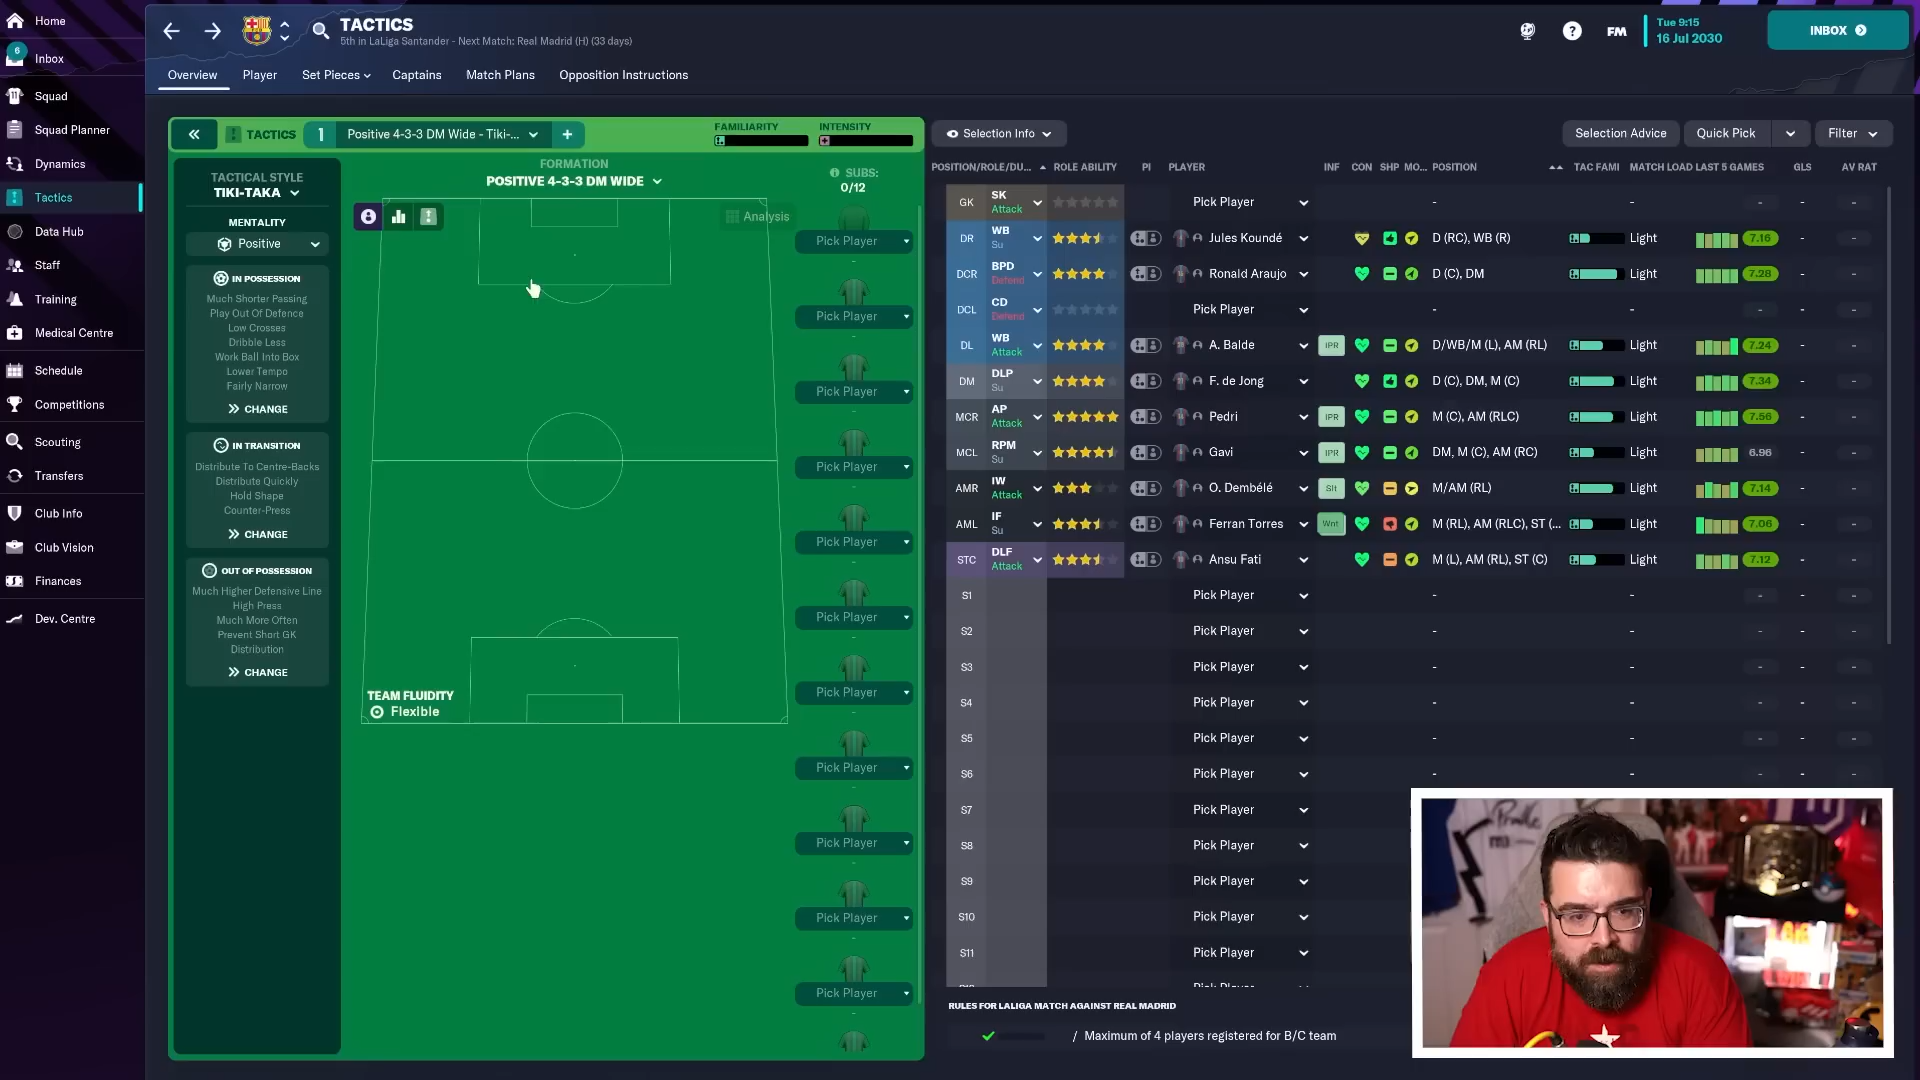 Home
6
Inbox
Squad
Squad Planner
Dynamics
Tactics
Data Hub
Staff
Training
Medical Centre
Schedule
Competitions
Scouting
Transfers
Club Info
Club Vision
Finances
Dev. Centre
TACTICS
5th in LaLiga Santander - Next Match: Real Madrid (H) (33 days)
FM
Tue 9:15
16 Jul 2030
INBOX
Overview
Player
Set Pieces
Captains
Match Plans
Opposition Instructions
TACTICS
1
Positive 4-3-3 DM Wide - Tiki-...
FAMILIARITY
INTENSITY
TACTICAL STYLE
TIKI-TAKA
MENTALITY
Positive
IN POSSESSION
Much Shorter Passing
Play Out Of Defence
Low Crosses
Dribble Less
Work Ball Into Box
Lower Tempo
Fairly Narrow
CHANGE
IN TRANSITION
Distribute To Centre-Backs
Distribute Quickly
Hold Shape
Counter-Press
CHANGE
OUT OF POSSESSION
Much Higher Defensive Line
High Press
Much More Often
Prevent Short GK
Distribution
CHANGE
FORMATION
POSITIVE 4-3-3 DM WIDE
Analysis
TEAM FLUIDITY
Flexible
SUBS:
0/12
Pick Player
Pick Player
Pick Player
Pick Player
Pick Player
Pick Player
Pick Player
Pick Player
Pick Player
Pick Player
Pick Player
Selection Info
Selection Advice
Quick Pick
Filter
POSITION/ROLE/DU... ROLE ABILITY PI PLAYER INF CON SHP MO... POSITION TAC FAMI MATCH LOAD LAST 5 GAMES GLS AV RAT
GK SK Attack Pick Player - - - - -
DR WB Su Jules Koundé D (RC), WB (R) Light 7.16 - -
DCR BPD Defend Ronald Araujo D (C), DM Light 7.28 - -
DCL CD Defend Pick Player - - - - -
DL WB Attack A. Balde IPR D/WB/M (L), AM (RL) Light 7.24 - -
DM DLP Su F. de Jong D (C), DM, M (C) Light 7.34 - -
MCR AP Attack Pedri IPR M (C), AM (RLC) Light 7.56 - -
MCL RPM Su Gavi IPR DM, M (C), AM (RC) Light 6.96 - -
AMR IW Attack O. Dembélé Slt M/AM (RL) Light 7.14 - -
AML IF Su Ferran Torres Wnt M (RL), AM (RLC), ST (... Light 7.06 - -
STC DLF Attack Ansu Fati M (L), AM (RL), ST (C) Light 7.12 - -
S1 Pick Player - - - - -
S2 Pick Player - - - - -
S3 Pick Player - - - - -
S4 Pick Player - - - - -
S5 Pick Player - - - - -
S6 Pick Player - - - - -
S7 Pick Player
S8 Pick Player
S9 Pick Player
S10 Pick Player
S11 Pick Player
RULES FOR LALIGA MATCH AGAINST REAL MADRID
/ Maximum of 4 players registered for B/C team